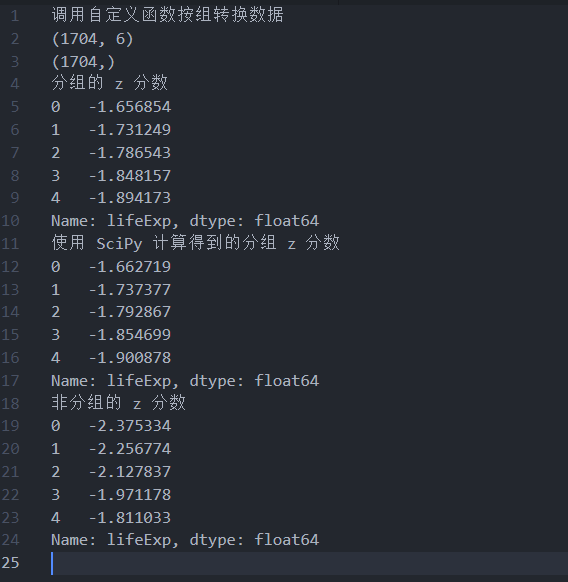 1 调用自定义函数按组转换数据
2 (1704, 6)
3 (1704,)
4 分组的 z 分数
5 0   -1.656854
6 1   -1.731249
7 2   -1.786543
8 3   -1.848157
9 4   -1.894173
10 Name: lifeExp, dtype: float64
11 使用 SciPy 计算得到的分组 z 分数
12 0   -1.662719
13 1   -1.737377
14 2   -1.792867
15 3   -1.854699
16 4   -1.900878
17 Name: lifeExp, dtype: float64
18 非分组的 z 分数
19 0   -2.375334
20 1   -2.256774
21 2   -2.127837
22 3   -1.971178
23 4   -1.811033
24 Name: lifeExp, dtype: float64
25